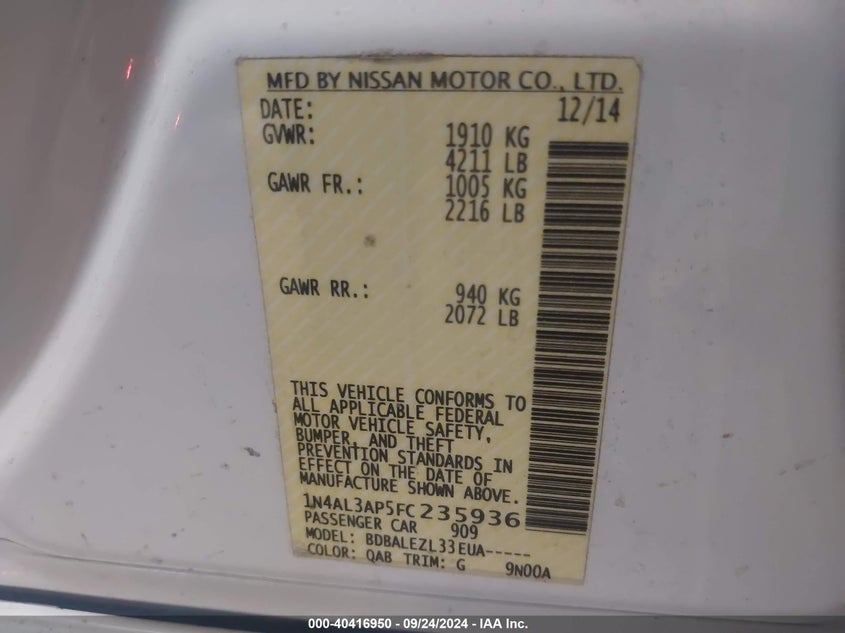 MFD BY NISSAN MOTOR CO., LTD.
DATE: 12/14
GVWR: 1910 KG
4211 LB
GAWR FR.: 1005 KG
2216 LB
GAWR RR.: 940 KG
2072 LB
THIS VEHICLE CONFORMS TO
ALL APPLICABLE FEDERAL
MOTOR VEHICLE SAFETY,
BUMPER, AND THEFT
PREVENTION STANDARDS IN
EFFECT ON THE DATE OF
MANUFACTURE SHOWN ABOVE.
1N4AL3AP5FC235936
PASSENGER CAR 909
MODEL: BDBALEZL33EUA-----
COLOR: QAB TRIM: G 9N00A
000-40416950 - 09/24/2024 - IAA Inc.